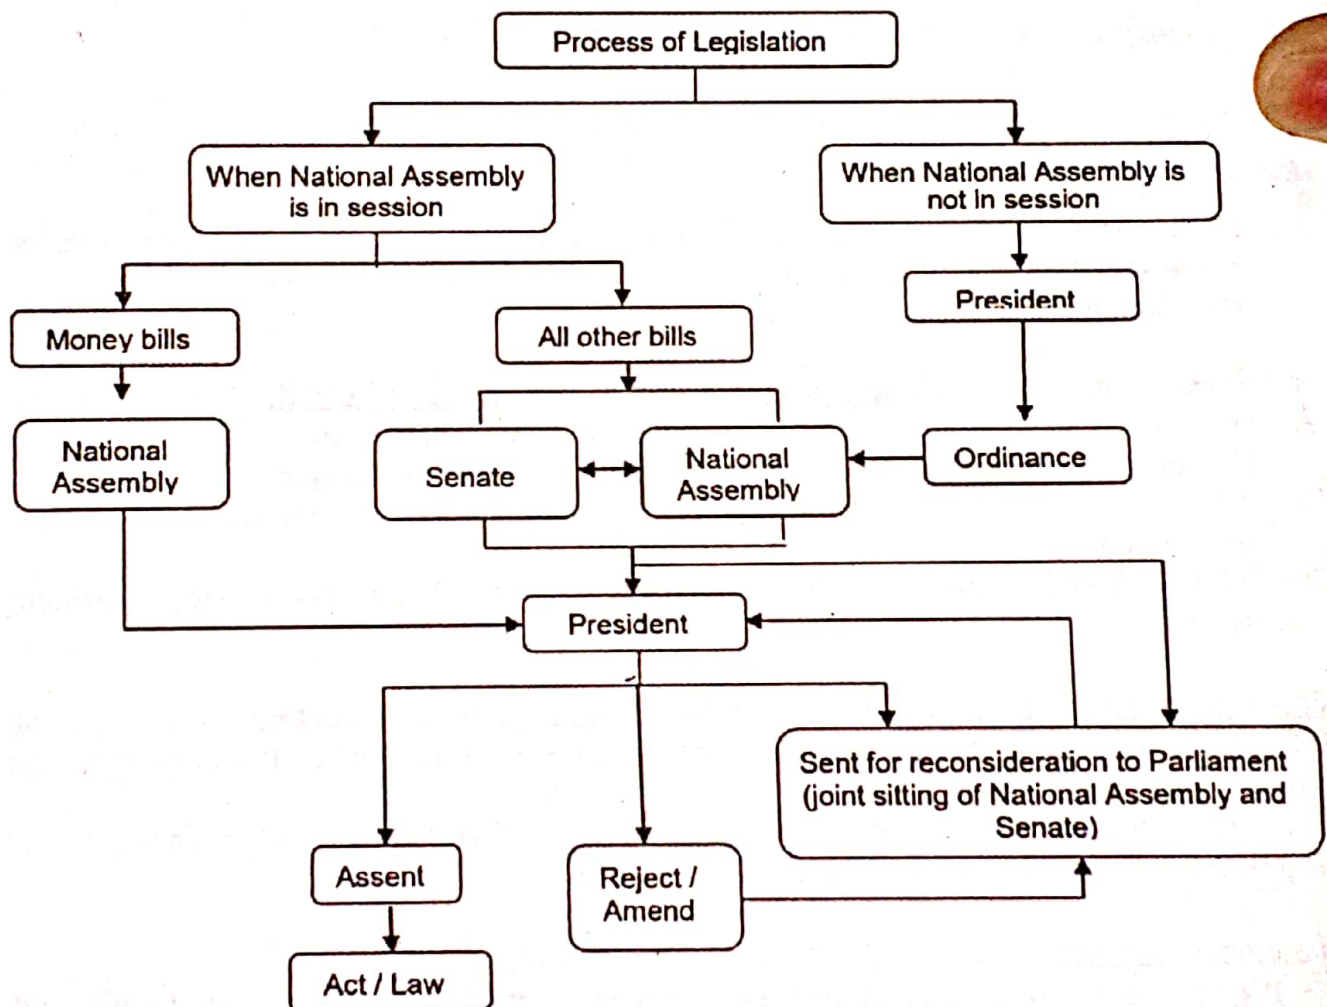 Process of Legislation
When National Assembly
is in session
When National Assembly is
not in session
President
Money bills
All other bills
National
Assembly
Senate
National
Assembly
Ordinance
President
Sent for reconsideration to Parliament
(joint sitting of National Assembly and
Senate)
Assent
Reject /
Amend
Act / Law